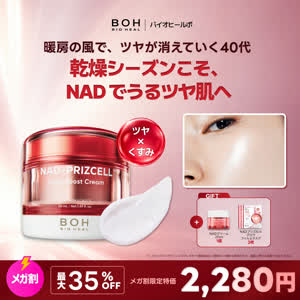 BOH
BIO HEAL
バイオヒールボ
暖房の風で、ツヤが消えていく40代
乾燥シーズンこそ、
NADでうるツヤ肌へ
ツヤ
×
くすみ
NAD+PRIZCELL
Boost Cream
BOH
BIO HEAL
GIFT
メガ割
最大35%OFF
メガ割限定特価
2,280円